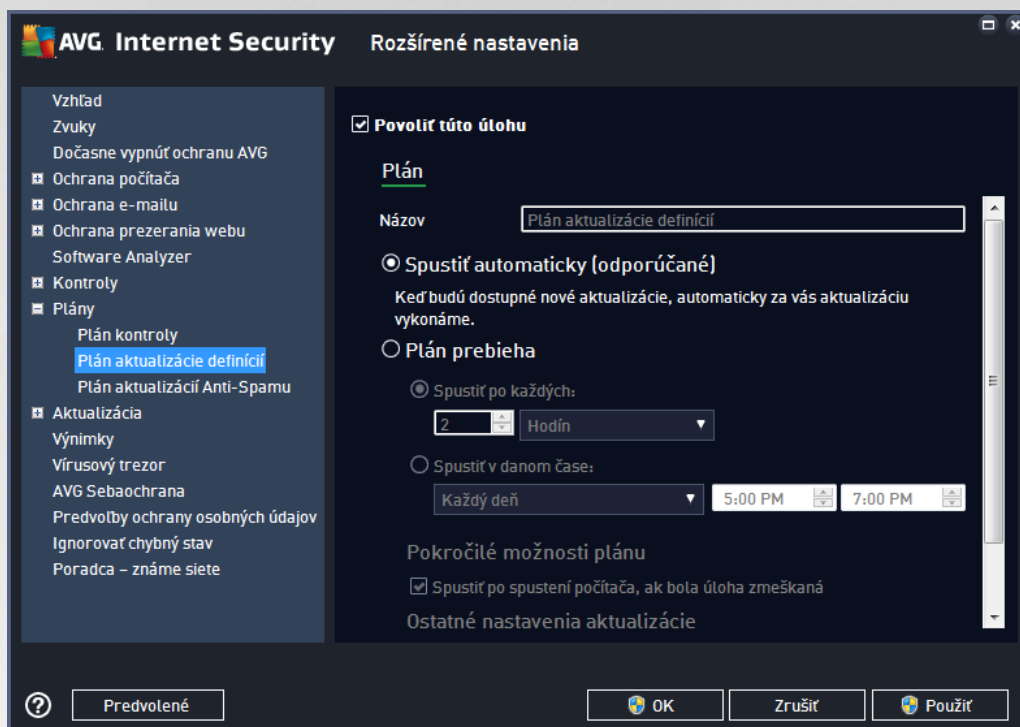 AVG. Internet Security
Rozšírené nastavenia
Vzhľad
Zvuky
Dočasne vypnúť ochranu AVG
Ochrana počítača
Ochrana e-mailu
Ochrana prezerania webu
Software Analyzer
Kontroly
Plány
Plán kontroly
Plán aktualizácie definícií
Plán aktualizácií Anti-Spamu
Aktualizácia
Výnimky
Vírusový trezor
AVG Sebaochrana
Predvoľby ochrany osobných údajov
Ignorovať chybný stav
Poradca – známe siete
Povoliť túto úlohu
Plán
Názov
Plán aktualizácie definícií
Spustiť automaticky (odporúčané)
Keď budú dostupné nové aktualizácie, automaticky za vás aktualizáciu
vykonáme.
Plán prebieha
Spustiť po každých:
2
Hodín
Spustiť v danom čase:
Každý deň
5:00 PM
7:00 PM
Pokročilé možnosti plánu
Spustiť po spustení počítača, ak bola úloha zmeškaná
Ostatné nastavenia aktualizácie
Predvolené
OK
Zrušiť
Použiť